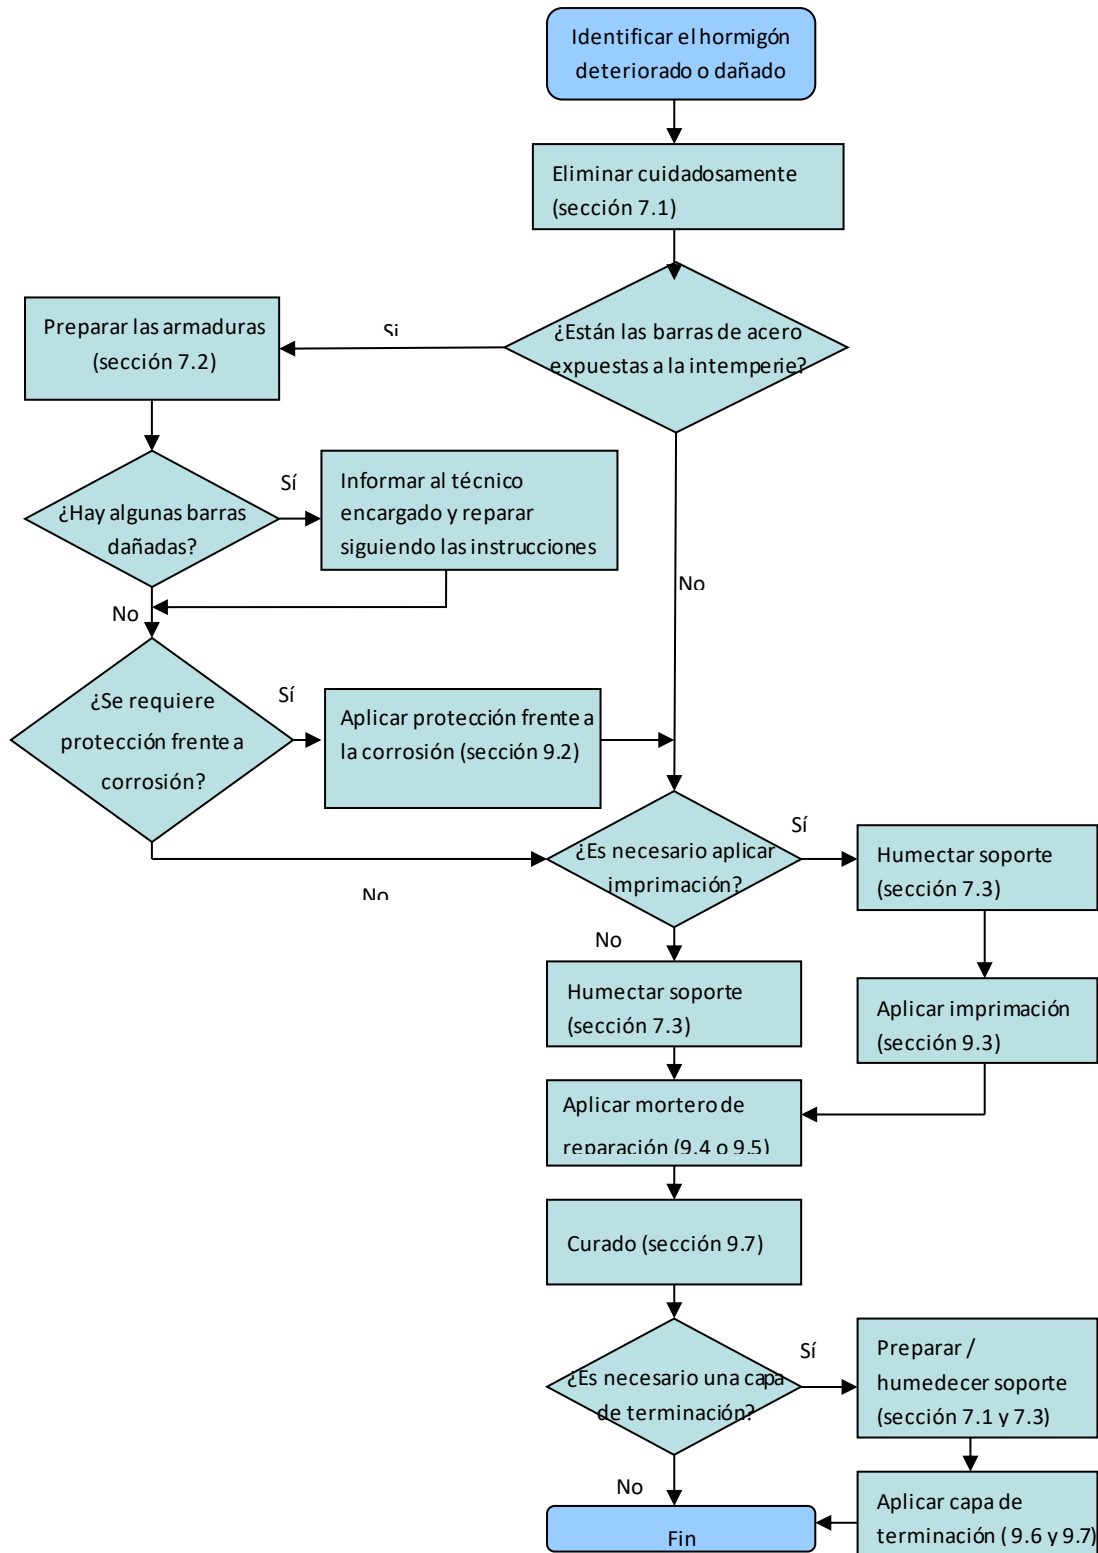 Identificar el hormigón
deteriorado o dañado
Eliminar cuidadosamente
(sección 7.1)
¿Están las barras de acero
expuestas a la intemperie?
Si
Preparar las armaduras
(sección 7.2)
¿Hay algunas barras
dañadas?
Sí
Informar al técnico
encargado y reparar
siguiendo las instrucciones
No
No
¿Se requiere
protección frente a
corrosión?
Sí
Aplicar protección frente a
la corrosión (sección 9.2)
No
¿Es necesario aplicar
imprimación?
Sí
Humectar soporte
(sección 7.3)
No
Humectar soporte
(sección 7.3)
Aplicar imprimación
(sección 9.3)
Aplicar mortero de
reparación (9.4 o 9.5)
Curado (sección 9.7)
¿Es necesario una capa
de terminación?
Sí
Preparar /
humedecer soporte
(sección 7.1 y 7.3)
No
Aplicar capa de
terminación ( 9.6 y 9.7)
Fin